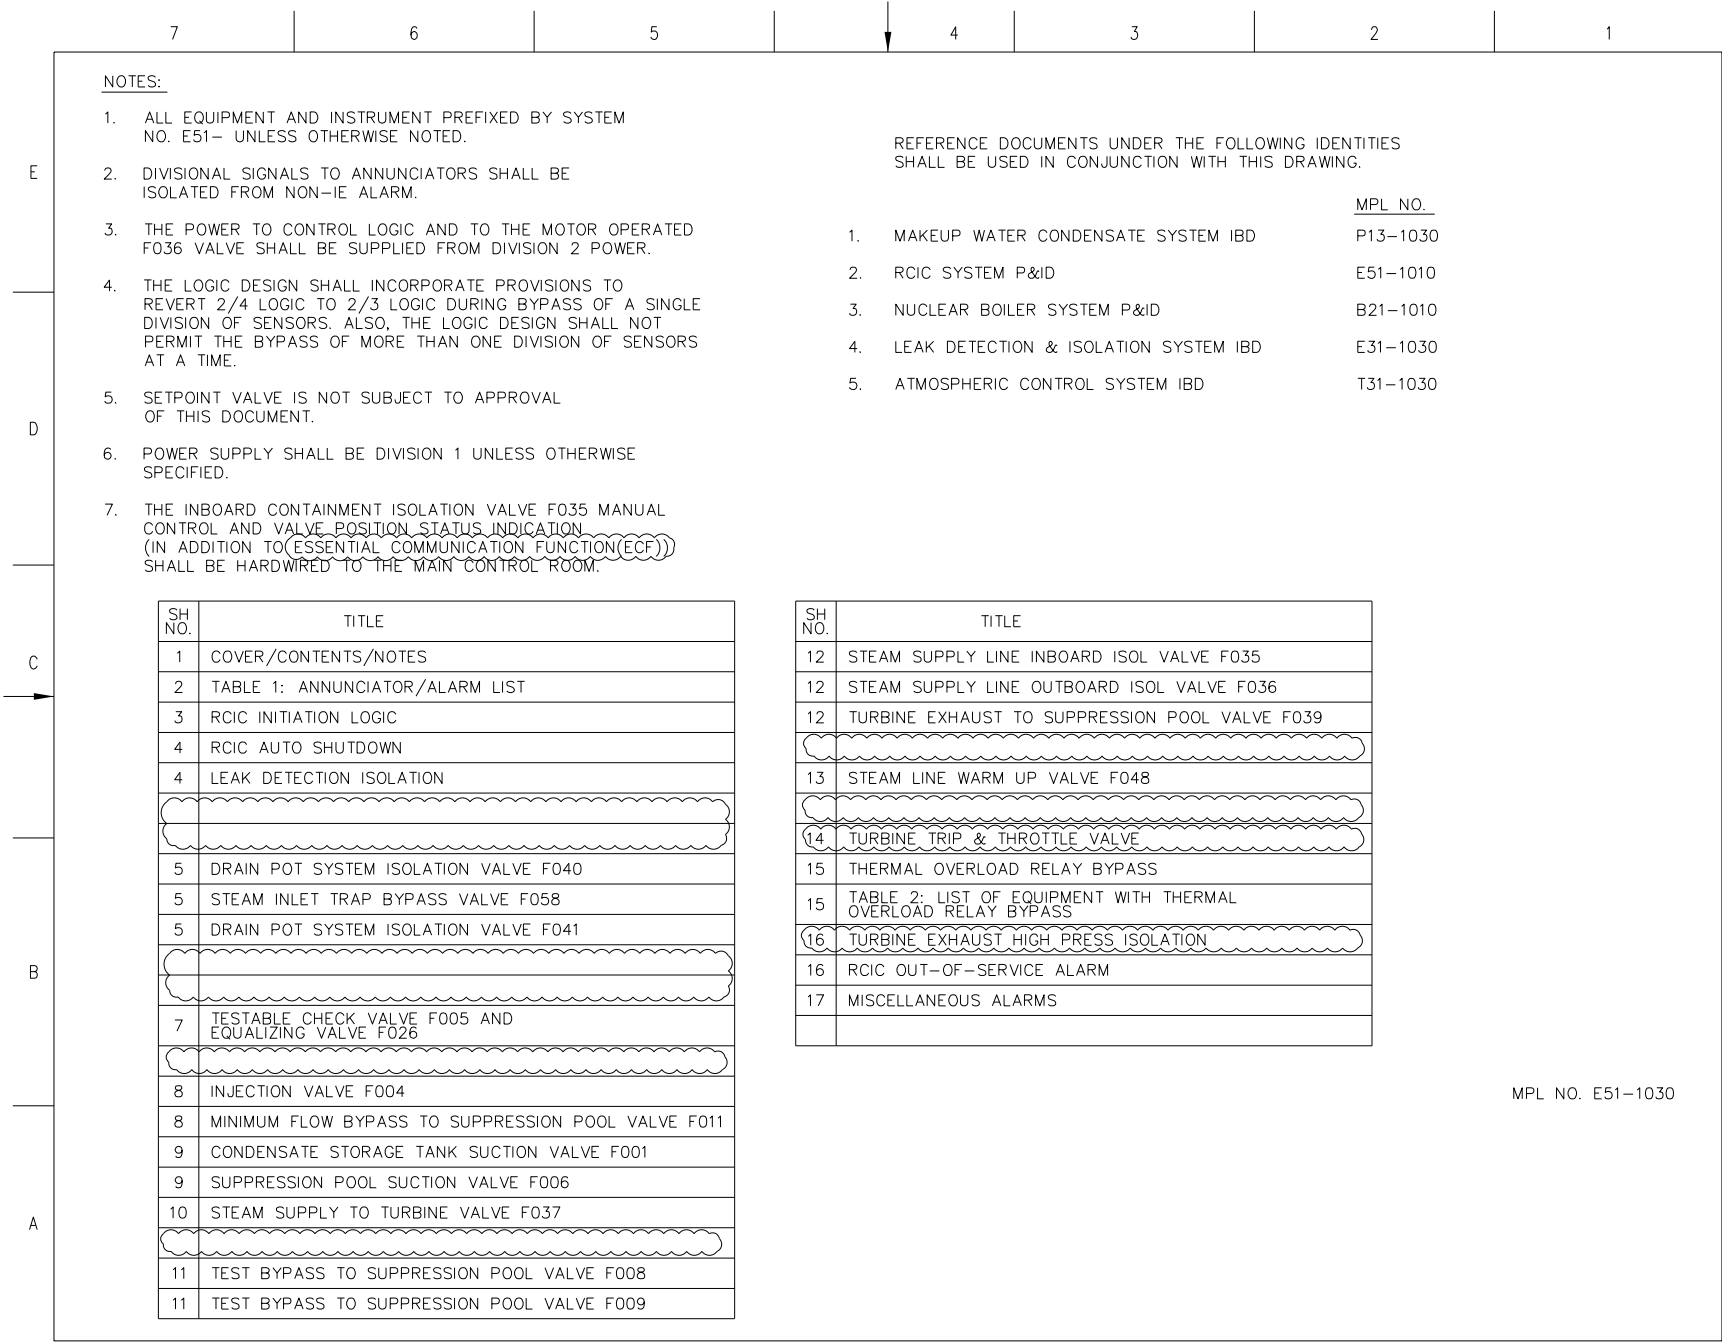 7 6 5 4 3 2 1
E
D
C
B
A
NOTES:
1. ALL EQUIPMENT AND INSTRUMENT PREFIXED BY SYSTEM
NO. E51- UNLESS OTHERWISE NOTED.
2. DIVISIONAL SIGNALS TO ANNUNCIATORS SHALL BE
ISOLATED FROM NON-IE ALARM.
3. THE POWER TO CONTROL LOGIC AND TO THE MOTOR OPERATED
F036 VALVE SHALL BE SUPPLIED FROM DIVISION 2 POWER.
4. THE LOGIC DESIGN SHALL INCORPORATE PROVISIONS TO
REVERT 2/4 LOGIC TO 2/3 LOGIC DURING BYPASS OF A SINGLE
DIVISION OF SENSORS. ALSO, THE LOGIC DESIGN SHALL NOT
PERMIT THE BYPASS OF MORE THAN ONE DIVISION OF SENSORS
AT A TIME.
5. SETPOINT VALVE IS NOT SUBJECT TO APPROVAL
OF THIS DOCUMENT.
6. POWER SUPPLY SHALL BE DIVISION 1 UNLESS OTHERWISE
SPECIFIED.
7. THE INBOARD CONTAINMENT ISOLATION VALVE F035 MANUAL
CONTROL AND VALVE POSITION STATUS INDICATION
(IN ADDITION TO ESSENTIAL COMMUNICATION FUNCTION(ECF))
SHALL BE HARDWIRED TO THE MAIN CONTROL ROOM.
REFERENCE DOCUMENTS UNDER THE FOLLOWING IDENTITIES
SHALL BE USED IN CONJUNCTION WITH THIS DRAWING.
MPL NO.
1. MAKEUP WATER CONDENSATE SYSTEM IBD P13-1030
2. RCIC SYSTEM P&ID E51-1010
3. NUCLEAR BOILER SYSTEM P&ID B21-1010
4. LEAK DETECTION & ISOLATION SYSTEM IBD E31-1030
5. ATMOSPHERIC CONTROL SYSTEM IBD T31-1030
SH
NO. TITLE
1 COVER/CONTENTS/NOTES
2 TABLE 1: ANNUNCIATOR/ALARM LIST
3 RCIC INITIATION LOGIC
4 RCIC AUTO SHUTDOWN
4 LEAK DETECTION ISOLATION
5 DRAIN POT SYSTEM ISOLATION VALVE F040
5 STEAM INLET TRAP BYPASS VALVE F058
5 DRAIN POT SYSTEM ISOLATION VALVE F041
7 TESTABLE CHECK VALVE F005 AND
EQUALIZING VALVE F026
8 INJECTION VALVE F004
8 MINIMUM FLOW BYPASS TO SUPPRESSION POOL VALVE F011
9 CONDENSATE STORAGE TANK SUCTION VALVE F001
9 SUPPRESSION POOL SUCTION VALVE F006
10 STEAM SUPPLY TO TURBINE VALVE F037
11 TEST BYPASS TO SUPPRESSION POOL VALVE F008
11 TEST BYPASS TO SUPPRESSION POOL VALVE F009
SH
NO. TITLE
12 STEAM SUPPLY LINE INBOARD ISOL VALVE F035
12 STEAM SUPPLY LINE OUTBOARD ISOL VALVE F036
12 TURBINE EXHAUST TO SUPPRESSION POOL VALVE F039
13 STEAM LINE WARM UP VALVE F048
14 TURBINE TRIP & THROTTLE VALVE
15 THERMAL OVERLOAD RELAY BYPASS
15 TABLE 2: LIST OF EQUIPMENT WITH THERMAL
OVERLOAD RELAY BYPASS
16 TURBINE EXHAUST HIGH PRESS ISOLATION
16 RCIC OUT-OF-SERVICE ALARM
17 MISCELLANEOUS ALARMS
MPL NO. E51-1030